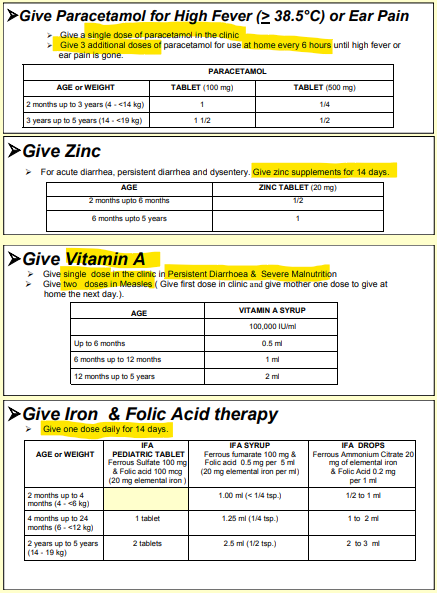 ➢Give Paracetamol for High Fever (≥ 38.5°C) or Ear Pain
➢ Give a single dose of paracetamol in the clinic
➢ Give 3 additional doses of paracetamol for use at home every 6 hours until high fever or
ear pain is gone.
PARACETAMOL
AGE or WEIGHT TABLET (100 mg) TABLET (500 mg)
2 months up to 3 years (4 - <14 kg) 1 1/4
3 years up to 5 years (14 - <19 kg) 1 1/2 1/2
➢Give Zinc
➢ For acute diarrhea, persistent diarrhea and dysentery. Give zinc supplements for 14 days.
AGE ZINC TABLET (20 mg)
2 months upto 6 months 1/2
6 months upto 5 years 1
➢Give Vitamin A
➢ Give single dose in the clinic in Persistent Diarrhoea & Severe Malnutrition
➢ Give two doses in Measles ( Give first dose in clinic and give mother one dose to give at
home the next day.).
AGE VITAMIN A SYRUP
100,000 IU/ml
Up to 6 months 0.5 ml
6 months up to 12 months 1 ml
12 months up to 5 years 2 ml
➢Give Iron & Folic Acid therapy
➢ Give one dose daily for 14 days.
AGE or WEIGHT IFA IFA SYRUP IFA DROPS
PEDIATRIC TABLET Ferrous fumarate 100 mg & Ferrous Ammonium Citrate 20
Ferrous Sulfate 100 mg Folic acid 0.5 mg per 5 ml mg of elemental iron
& Folic acid 100 mcg (20 mg elemental iron per ml) & Folic Acid 0.2 mg
(20 mg elemental iron ) per 1 ml
2 months up to 4
months (4 - <6 kg) 1.00 ml (< 1/4 tsp.) 1/2 to 1 ml
4 months up to 24
months (6 - <12 kg) 1 tablet 1.25 ml (1/4 tsp.) 1 to 2 ml
2 years up to 5 years
(14 - 19 kg) 2 tablets 2.5 ml (1/2 tsp.) 2 to 3 ml